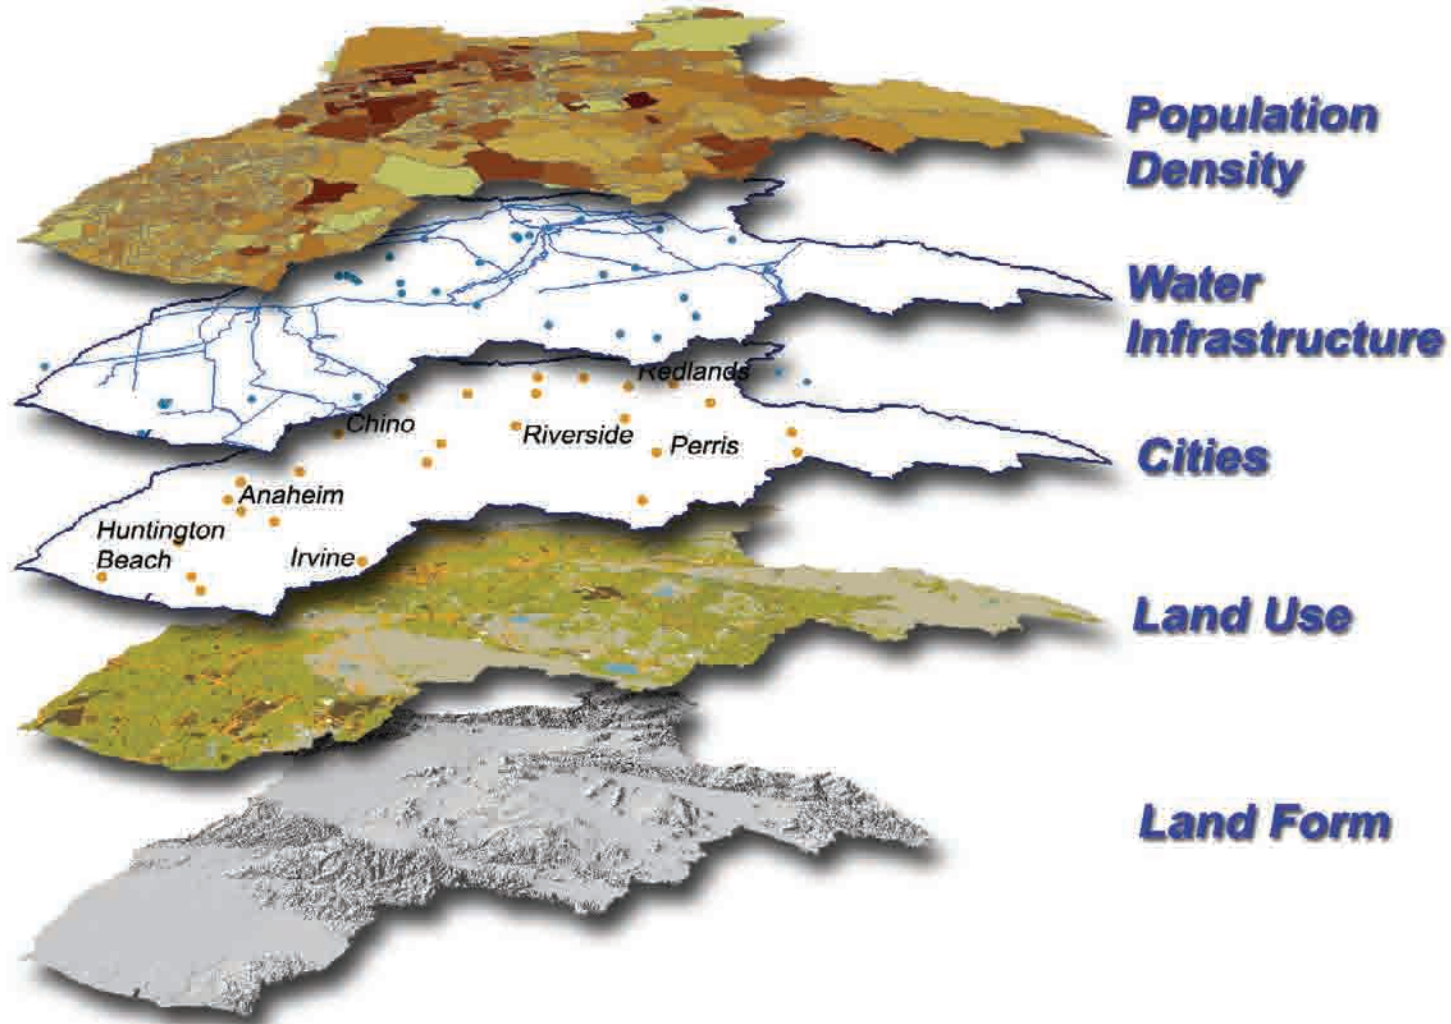 Population
Density
Water
Infrastructure
Redlands
Chino
Riverside
Perris
Cities
Anaheim
Huntington
Beach
Irvine
Land Use
Land Form